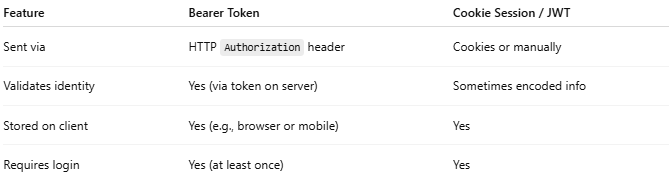 Feature Bearer Token Cookie Session / JWT
Sent via HTTP Authorization header Cookies or manually
Validates identity Yes (via token on server) Sometimes encoded info
Stored on client Yes (e.g., browser or mobile) Yes
Requires login Yes (at least once) Yes